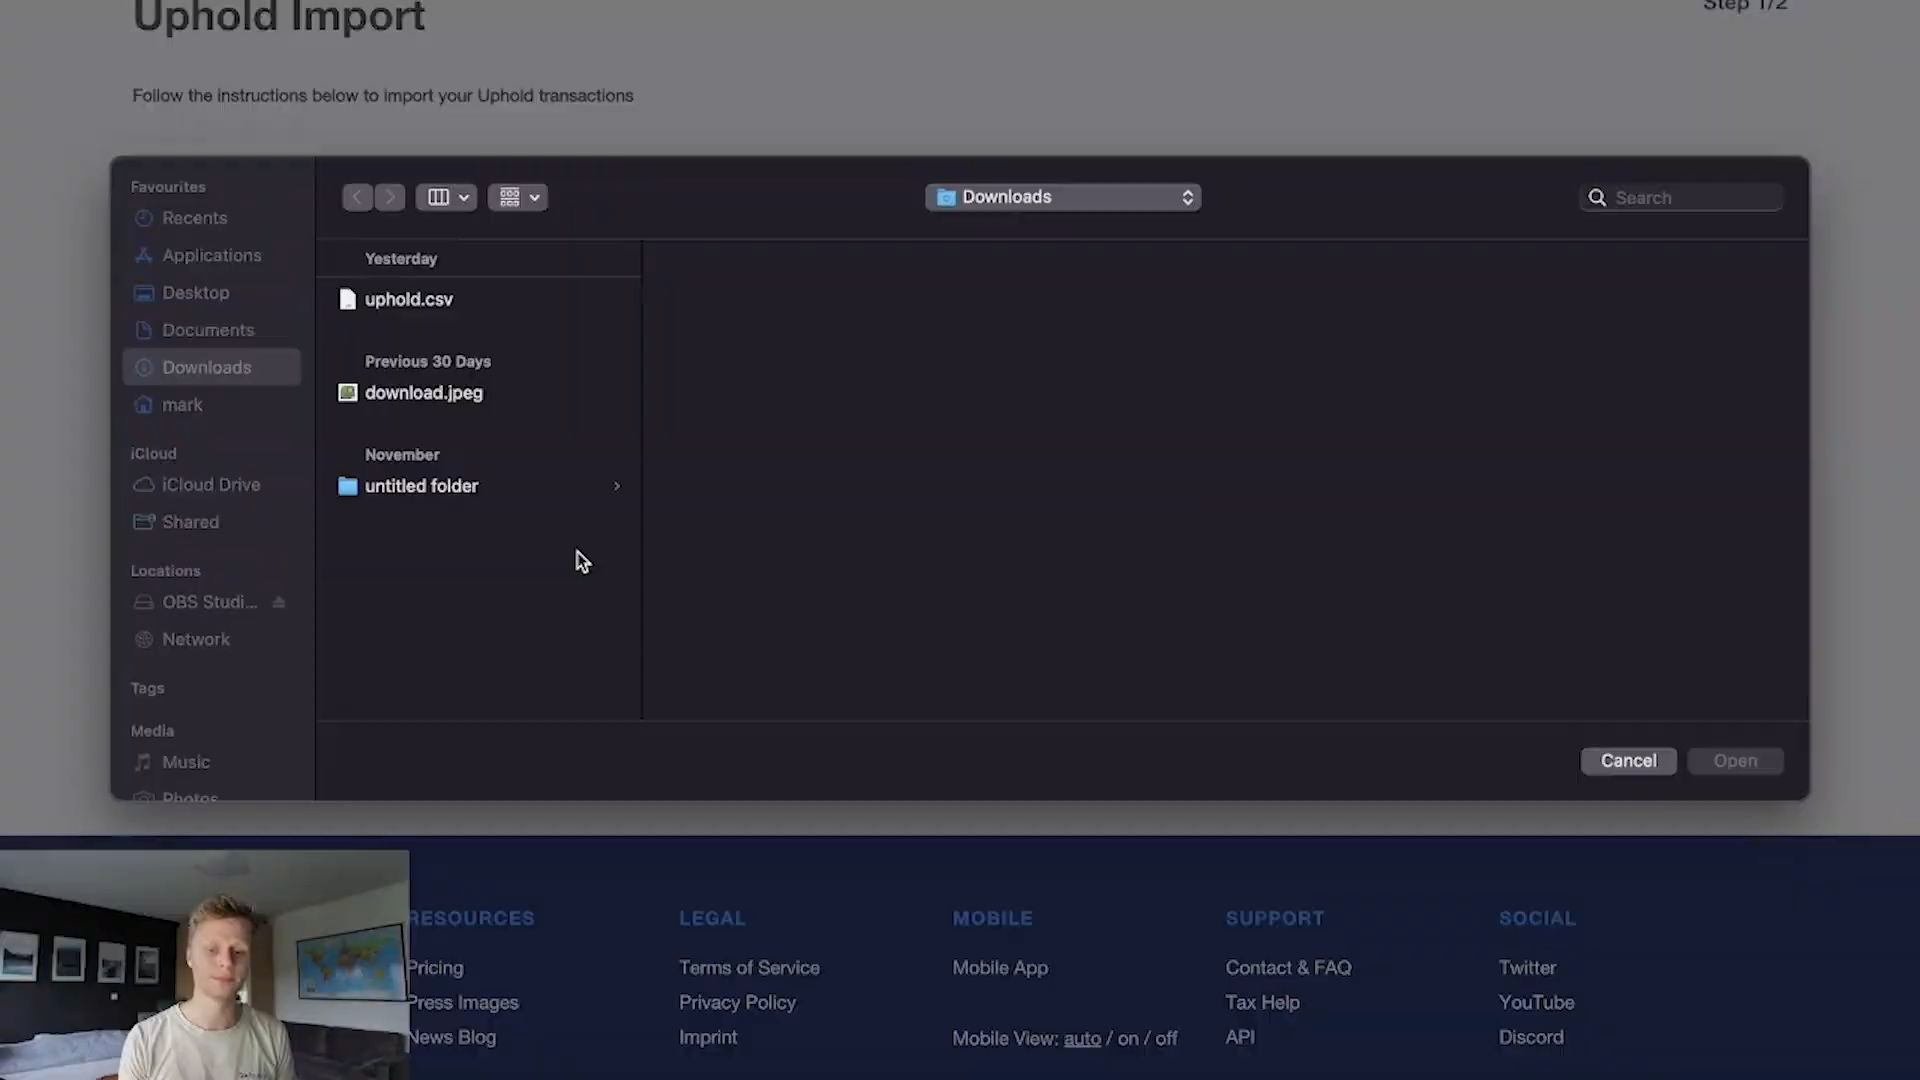 Uphold Import
Step 1/2
Follow the instructions below to import your Uphold transactions
Favourites
Recents
Applications
Desktop
Documents
Downloads
mark
iCloud
iCloud Drive
Shared
Locations
OBS Studi...
Network
Tags
Media
Music
Photos
Downloads
Search
Yesterday
uphold.csv
Previous 30 Days
download.jpeg
November
untitled folder
Cancel
Open
RESOURCES
Pricing
Press Images
News Blog
LEGAL
Terms of Service
Privacy Policy
Imprint
MOBILE
Mobile App
Mobile View: auto / on / off
SUPPORT
Contact & FAQ
Tax Help
API
SOCIAL
Twitter
YouTube
Discord